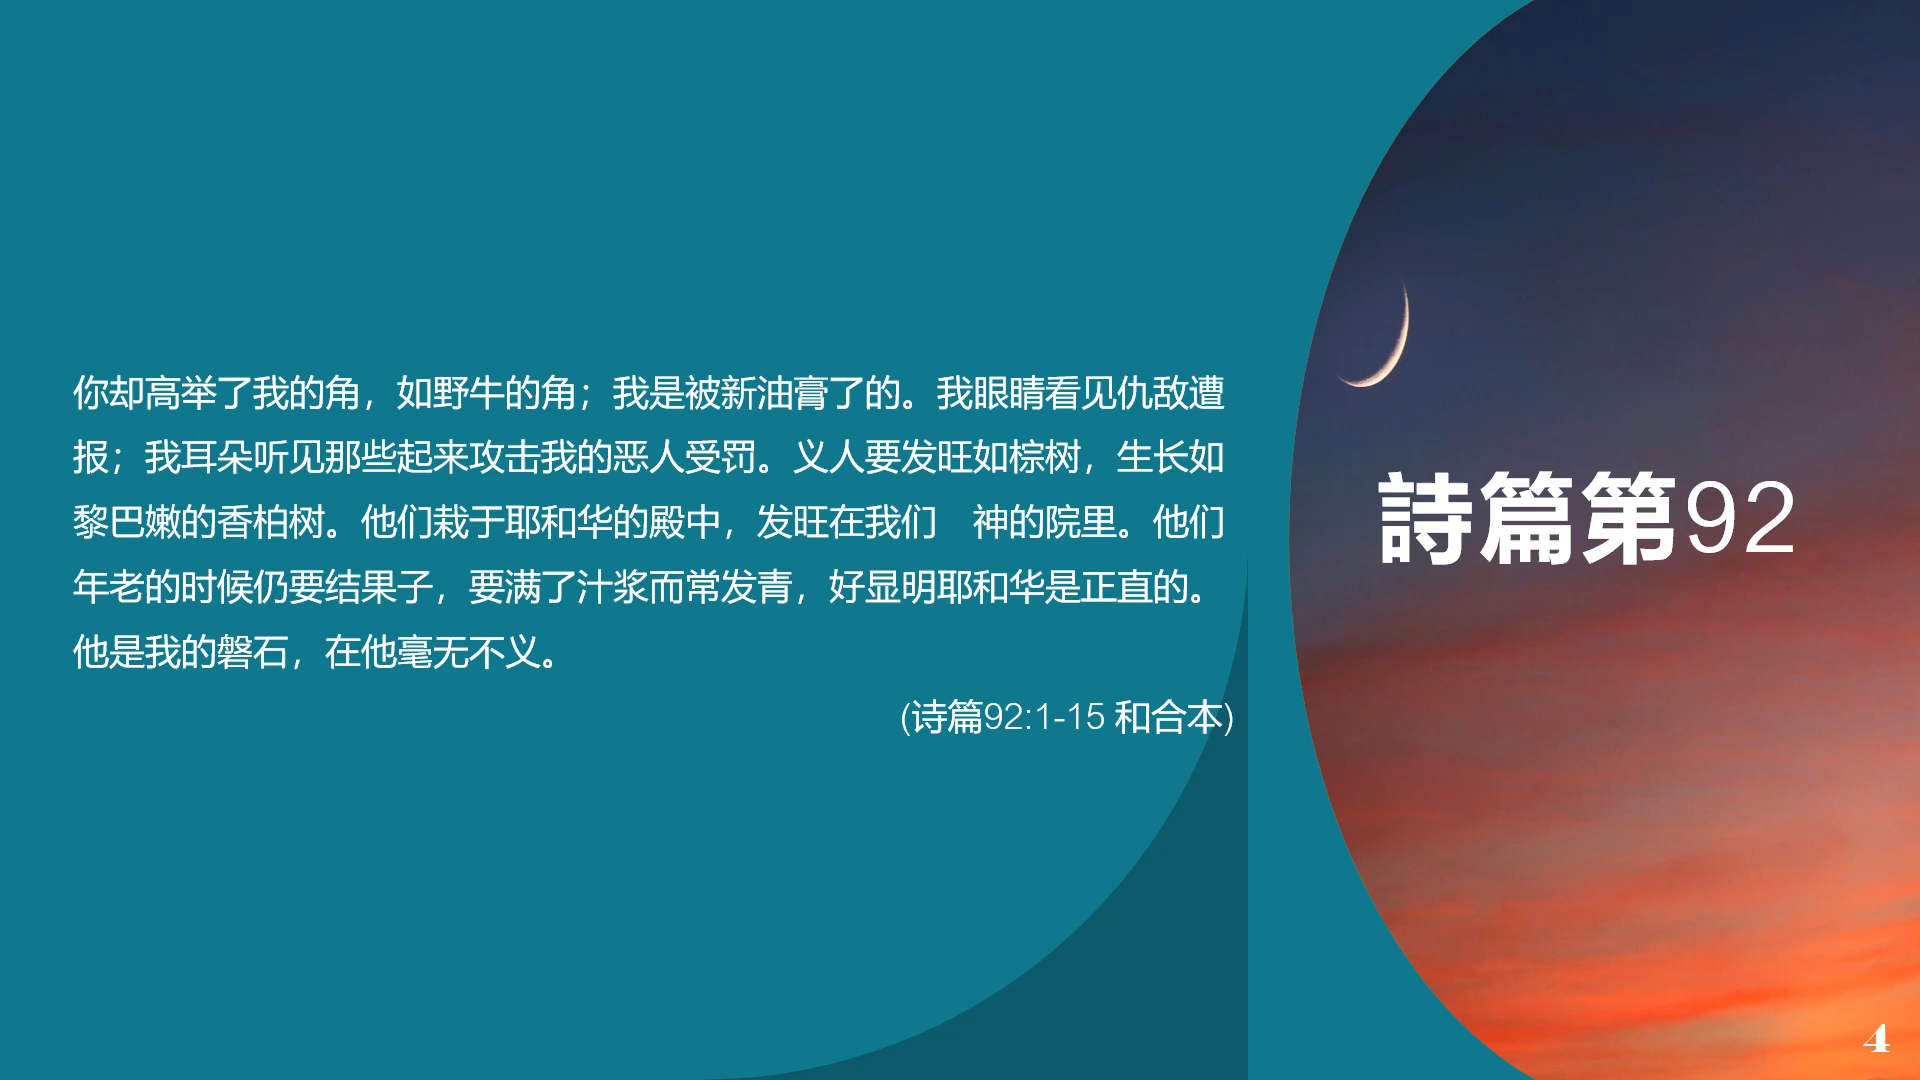 你却高举了我的角，如野牛的角；我是被新油膏了的。我眼睛看见仇敌遭
报；我耳朵听见那些起来攻击我的恶人受罚。义人要发旺如棕树，生长如
黎巴嫩的香柏树。他们栽于耶和华的殿中，发旺在我们　神的院里。他们
年老的时候仍要结果子，要满了汁浆而常发青，好显明耶和华是正直的。
他是我的磐石，在他毫无不义。
(诗篇92:1-15 和合本)
詩篇第92
4